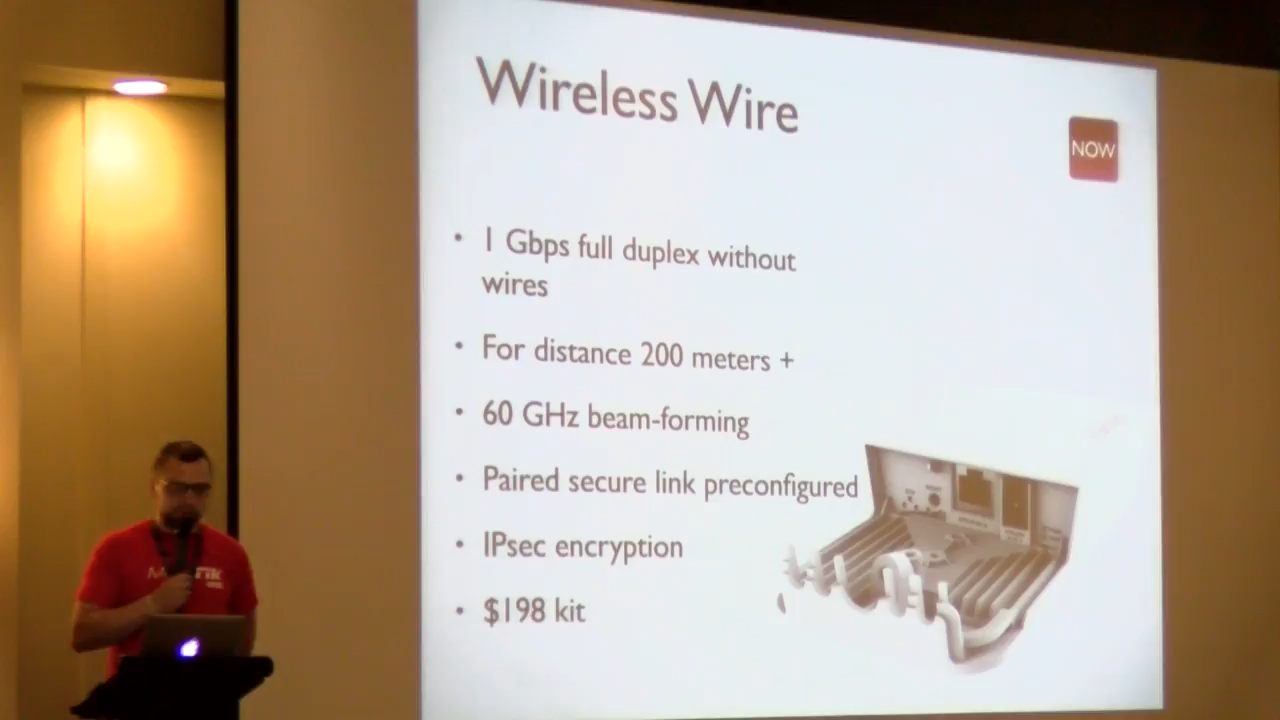 Wireless Wire
NOW
• 1 Gbps full duplex without
wires
• For distance 200 meters +
• 60 GHz beam-forming
• Paired secure link preconfigured
• IPsec encryption
• $198 kit